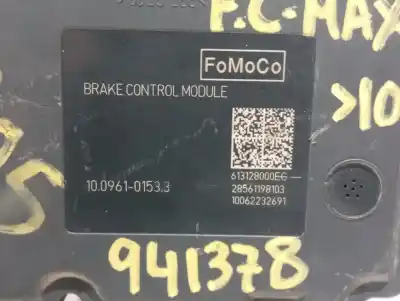 F.C-MAX
FoMoCo
BRAKE CONTROL MODULE
>10
613128000EG
10.0961-0153.3
28561198103
10062232691
941378